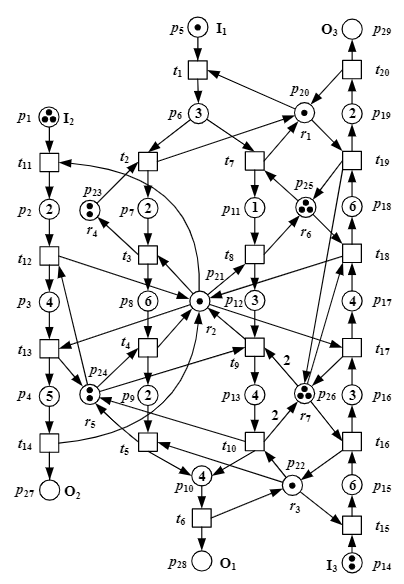 p5 I1
O3 p29
t1
p20
t20
p1 I2
p6 3
r1
2 p19
t11
t2
t7
p25
t19
p2 2
p23
p7 2
p11 1
6 p18
r4
r6
t12
t3
p21
t8
t18
p3 4
p8 6
p12 3
4 p17
r2
t13
t4
t9
2
t17
p24
p4 5
p9 2
p13 4
p26
3 p16
r5
r7
2
t14
t5
t10
t16
p22
p27 O2
4
p10
r3
6 p15
t6
t15
p28 O1
I3 p14